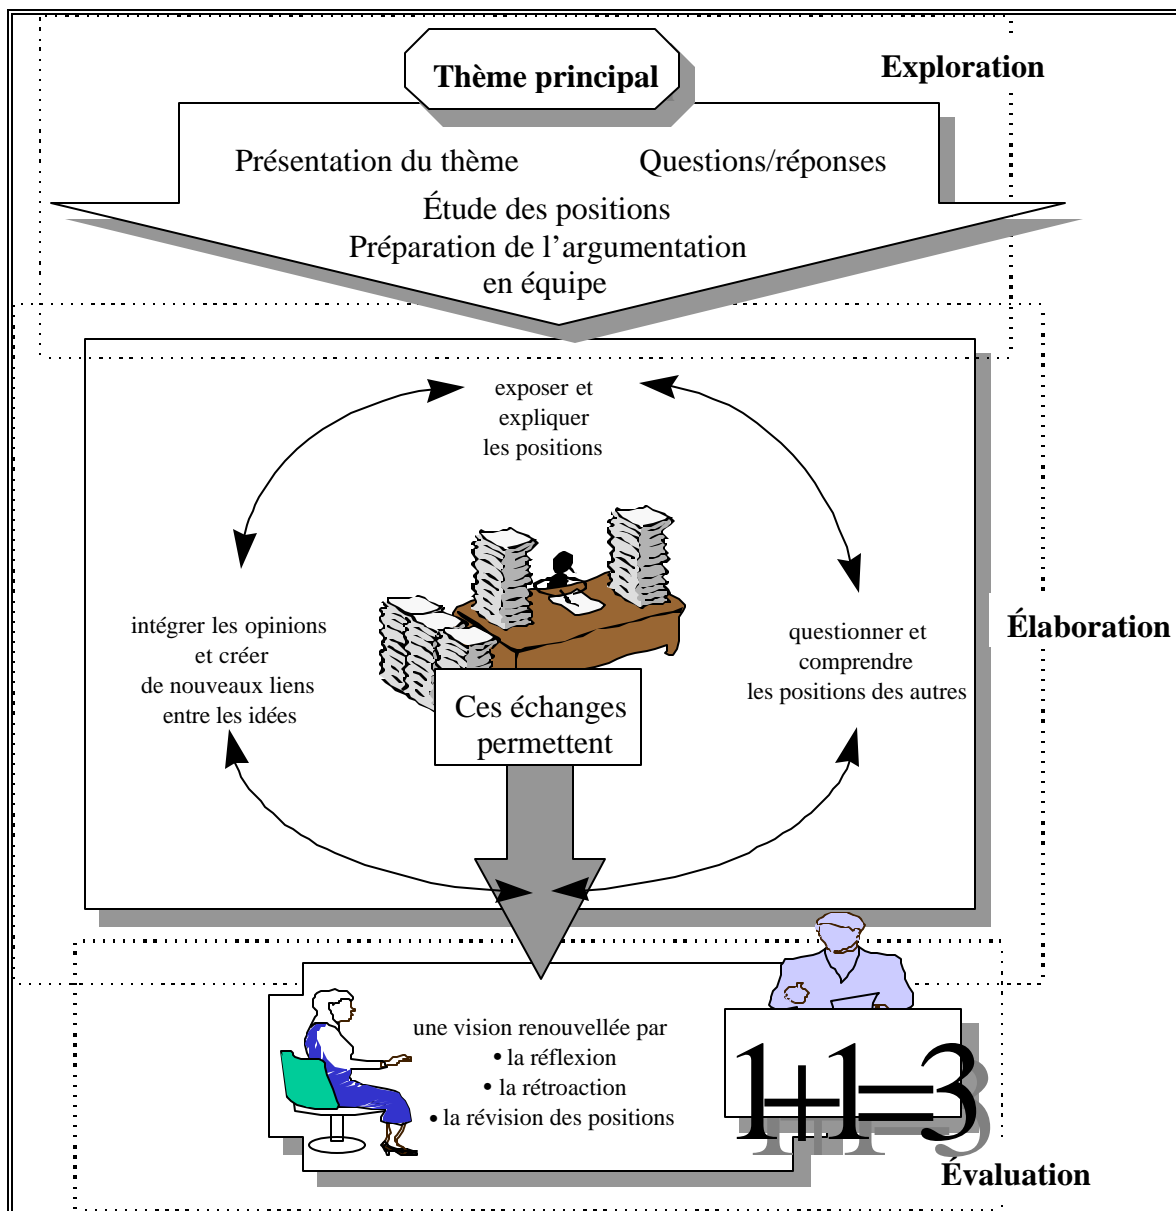 Thème principal
Exploration
Présentation du thème
Questions/réponses
Étude des positions
Préparation de l’argumentation
en équipe
exposer et
expliquer
les positions
intégrer les opinions
et créer
de nouveaux liens
entre les idées
questionner et
comprendre
les positions des autres
Élaboration
Ces échanges
permettent
une vision renouvellée par
• la réflexion
• la rétroaction
• la révision des positions
1+1=3
Évaluation